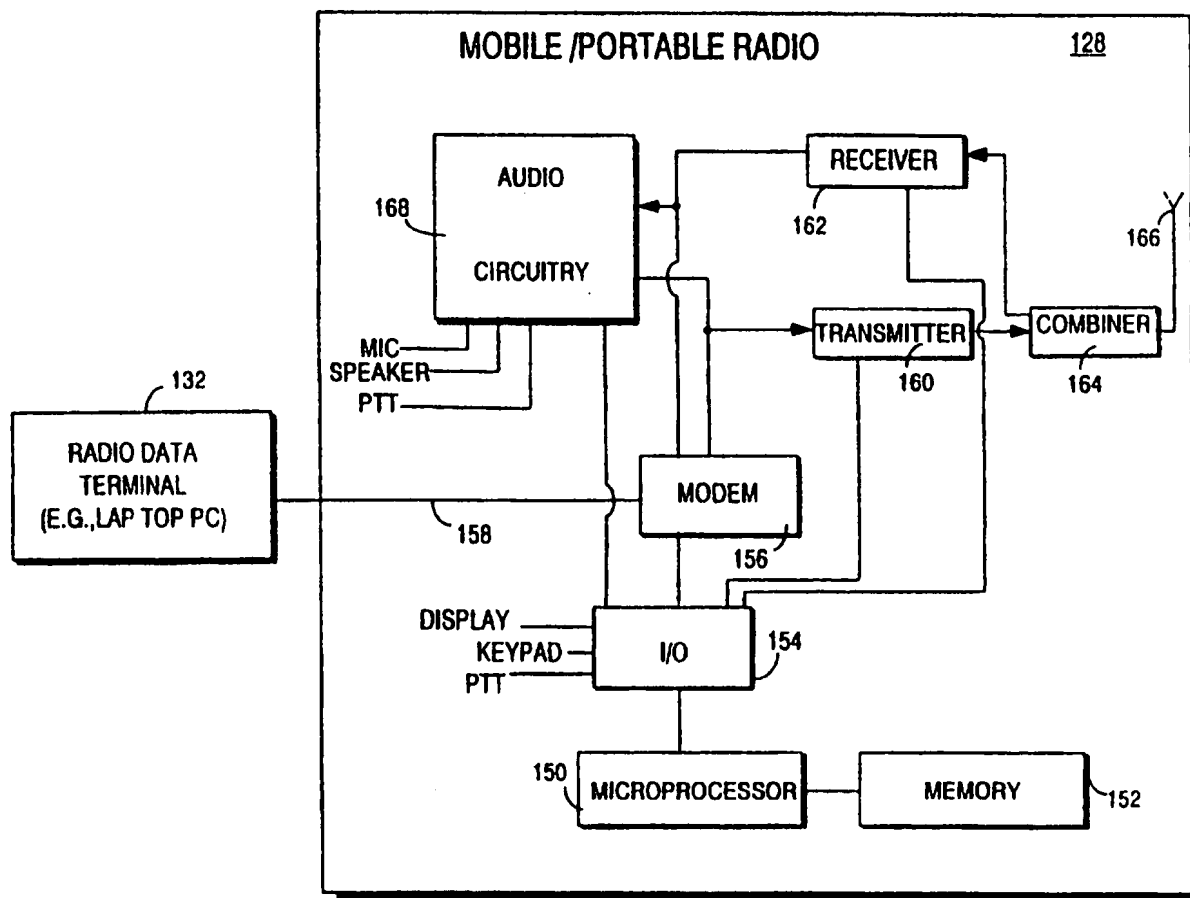 MOBILE /PORTABLE RADIO
128
AUDIO
CIRCUITRY
168
RECEIVER
162
166
TRANSMITTER
160
COMBINER
164
MIC
SPEAKER
PTT
132
RADIO DATA
TERMINAL
(E.G.,LAP TOP PC)
158
MODEM
156
DISPLAY
KEYPAD
PTT
I/O
154
150
MICROPROCESSOR
MEMORY
152